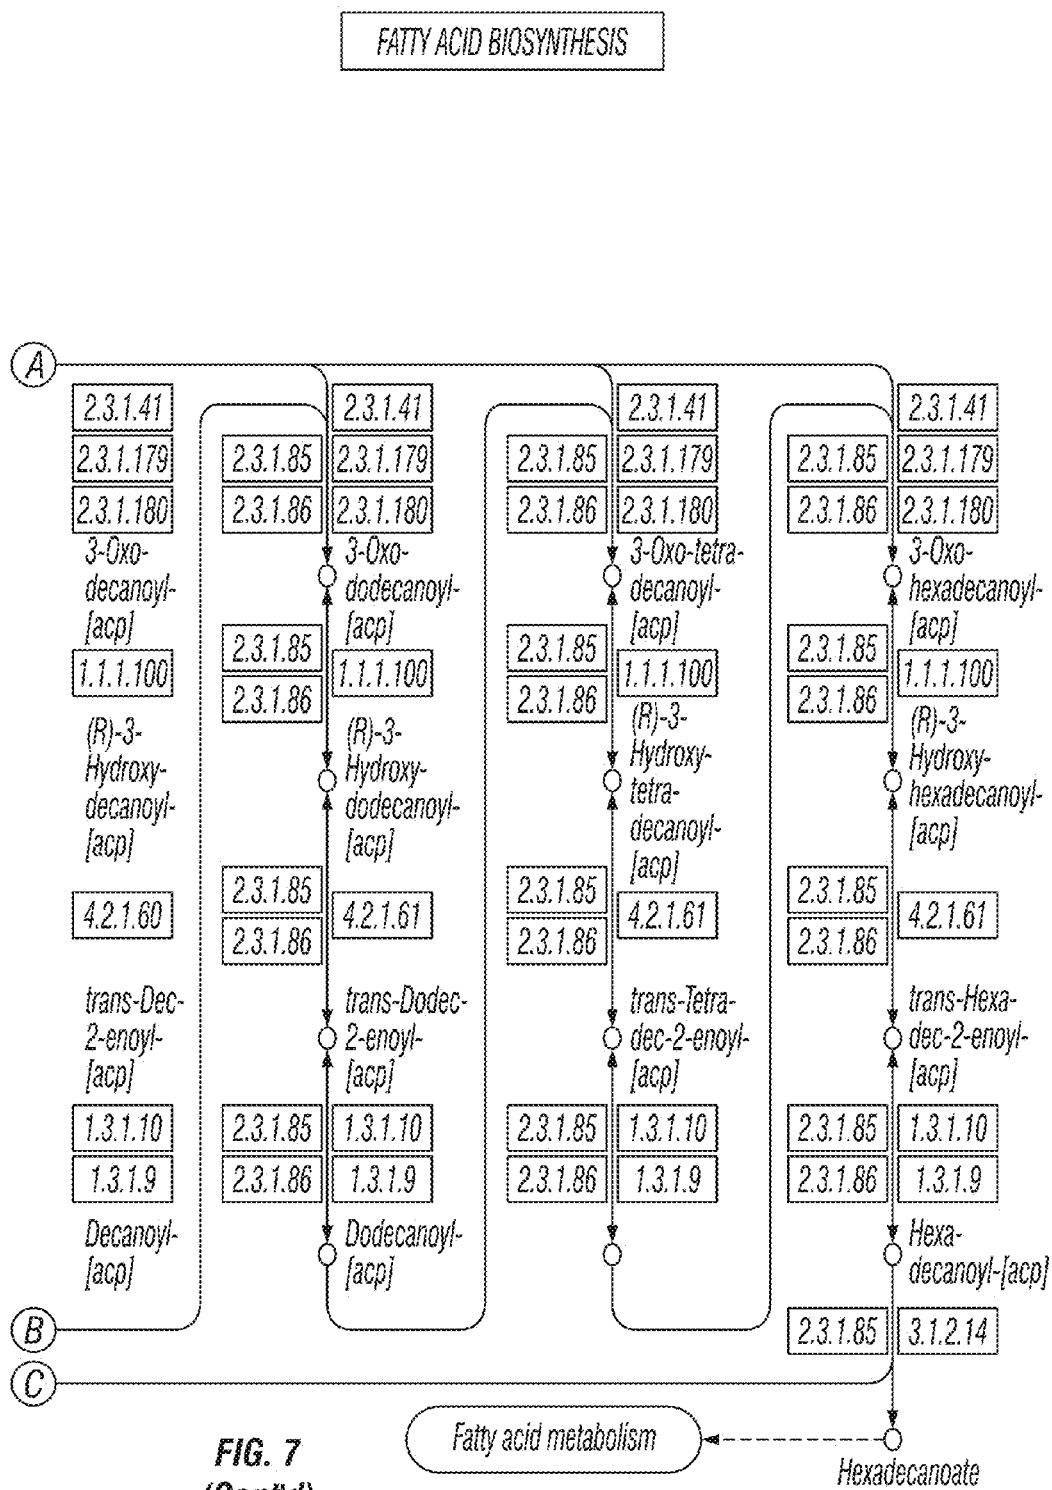 FATTY ACID BIOSYNTHESIS
A
2.3.1.41
2.3.1.179
2.3.1.180
3-Oxo-
decanoyl-
[acp]
1.1.1.100
(R)-3-
Hydroxy-
decanoyl-
[acp]
4.2.1.60
trans-Dec-
2-enoyl-
[acp]
1.3.1.10
1.3.1.9
Decanoyl-
[acp]
B
C
2.3.1.85
2.3.1.86
2.3.1.85
2.3.1.86
2.3.1.85
2.3.1.86
2.3.1.85
2.3.1.86
2.3.1.41
2.3.1.179
2.3.1.180
3-Oxo-
dodecanoyl-
[acp]
1.1.1.100
(R)-3-
Hydroxy-
dodecanoyl-
[acp]
4.2.1.61
trans-Dodec-
2-enoyl-
[acp]
1.3.1.10
1.3.1.9
Dodecanoyl-
[acp]
2.3.1.85
2.3.1.86
2.3.1.85
2.3.1.86
2.3.1.85
2.3.1.86
2.3.1.85
2.3.1.86
2.3.1.41
2.3.1.179
2.3.1.180
3-Oxo-tetra-
decanoyl-
[acp]
1.1.1.100
(R)-3-
Hydroxy-
tetra-
decanoyl-
[acp]
4.2.1.61
trans-Tetra-
dec-2-enoyl-
[acp]
1.3.1.10
1.3.1.9
2.3.1.85
2.3.1.86
2.3.1.85
2.3.1.86
2.3.1.85
2.3.1.86
2.3.1.85
2.3.1.86
2.3.1.41
2.3.1.179
2.3.1.180
3-Oxo-
hexadecanoyl-
[acp]
1.1.1.100
(R)-3-
Hydroxy-
hexadecanoyl-
[acp]
4.2.1.61
trans-Hexa-
dec-2-enoyl-
[acp]
1.3.1.10
1.3.1.9
Hexa-
decanoyl-[acp]
2.3.1.85
3.1.2.14
Fatty acid metabolism
Hexadecanoate
FIG. 7
(Cont'd)